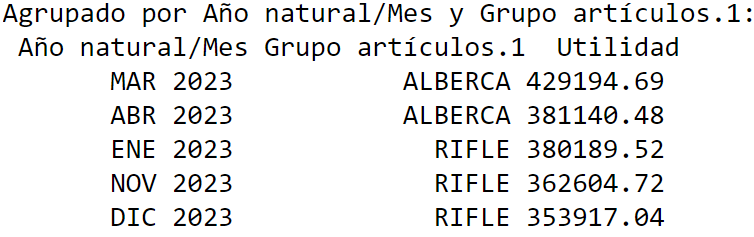 Agrupado por Año natural/Mes y Grupo artículos.1:
Año natural/Mes Grupo artículos.1 Utilidad
MAR 2023 ALBERCA 429194.69
ABR 2023 ALBERCA 381140.48
ENE 2023 RIFLE 380189.52
NOV 2023 RIFLE 362604.72
DIC 2023 RIFLE 353917.04